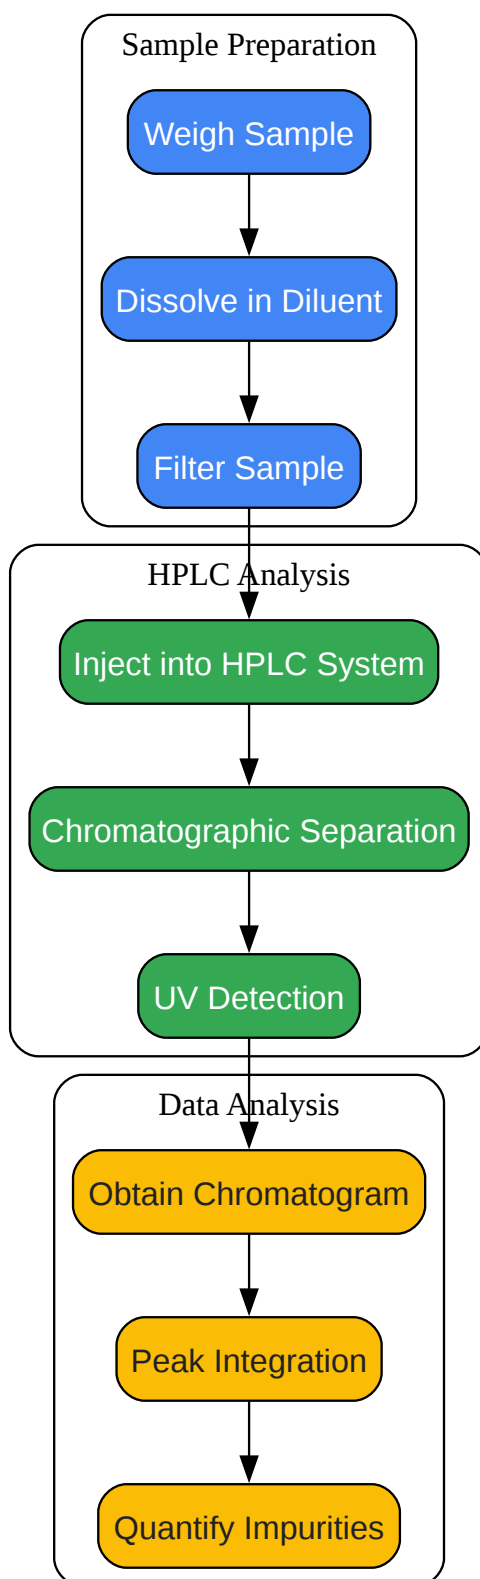 Sample Preparation
Weigh Sample
Dissolve in Diluent
Filter Sample
HPLC Analysis
Inject into HPLC System
Chromatographic Separation
UV Detection
Data Analysis
Obtain Chromatogram
Peak Integration
Quantify Impurities